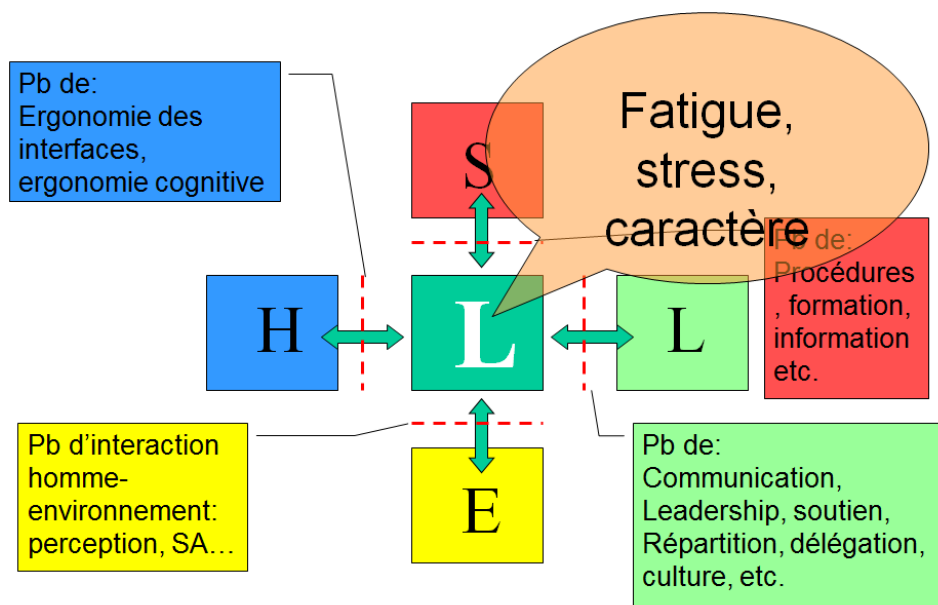 Pb de:
Ergonomie des
interfaces,
ergonomie cognitive
Fatigue,
stress,
caractère
S
Pb de:
Procédures
, formation,
information
etc.
H
L
L
Pb d’interaction
homme-
environnement:
perception, SA…
E
Pb de:
Communication,
Leadership, soutien,
Répartition, délégation,
culture, etc.